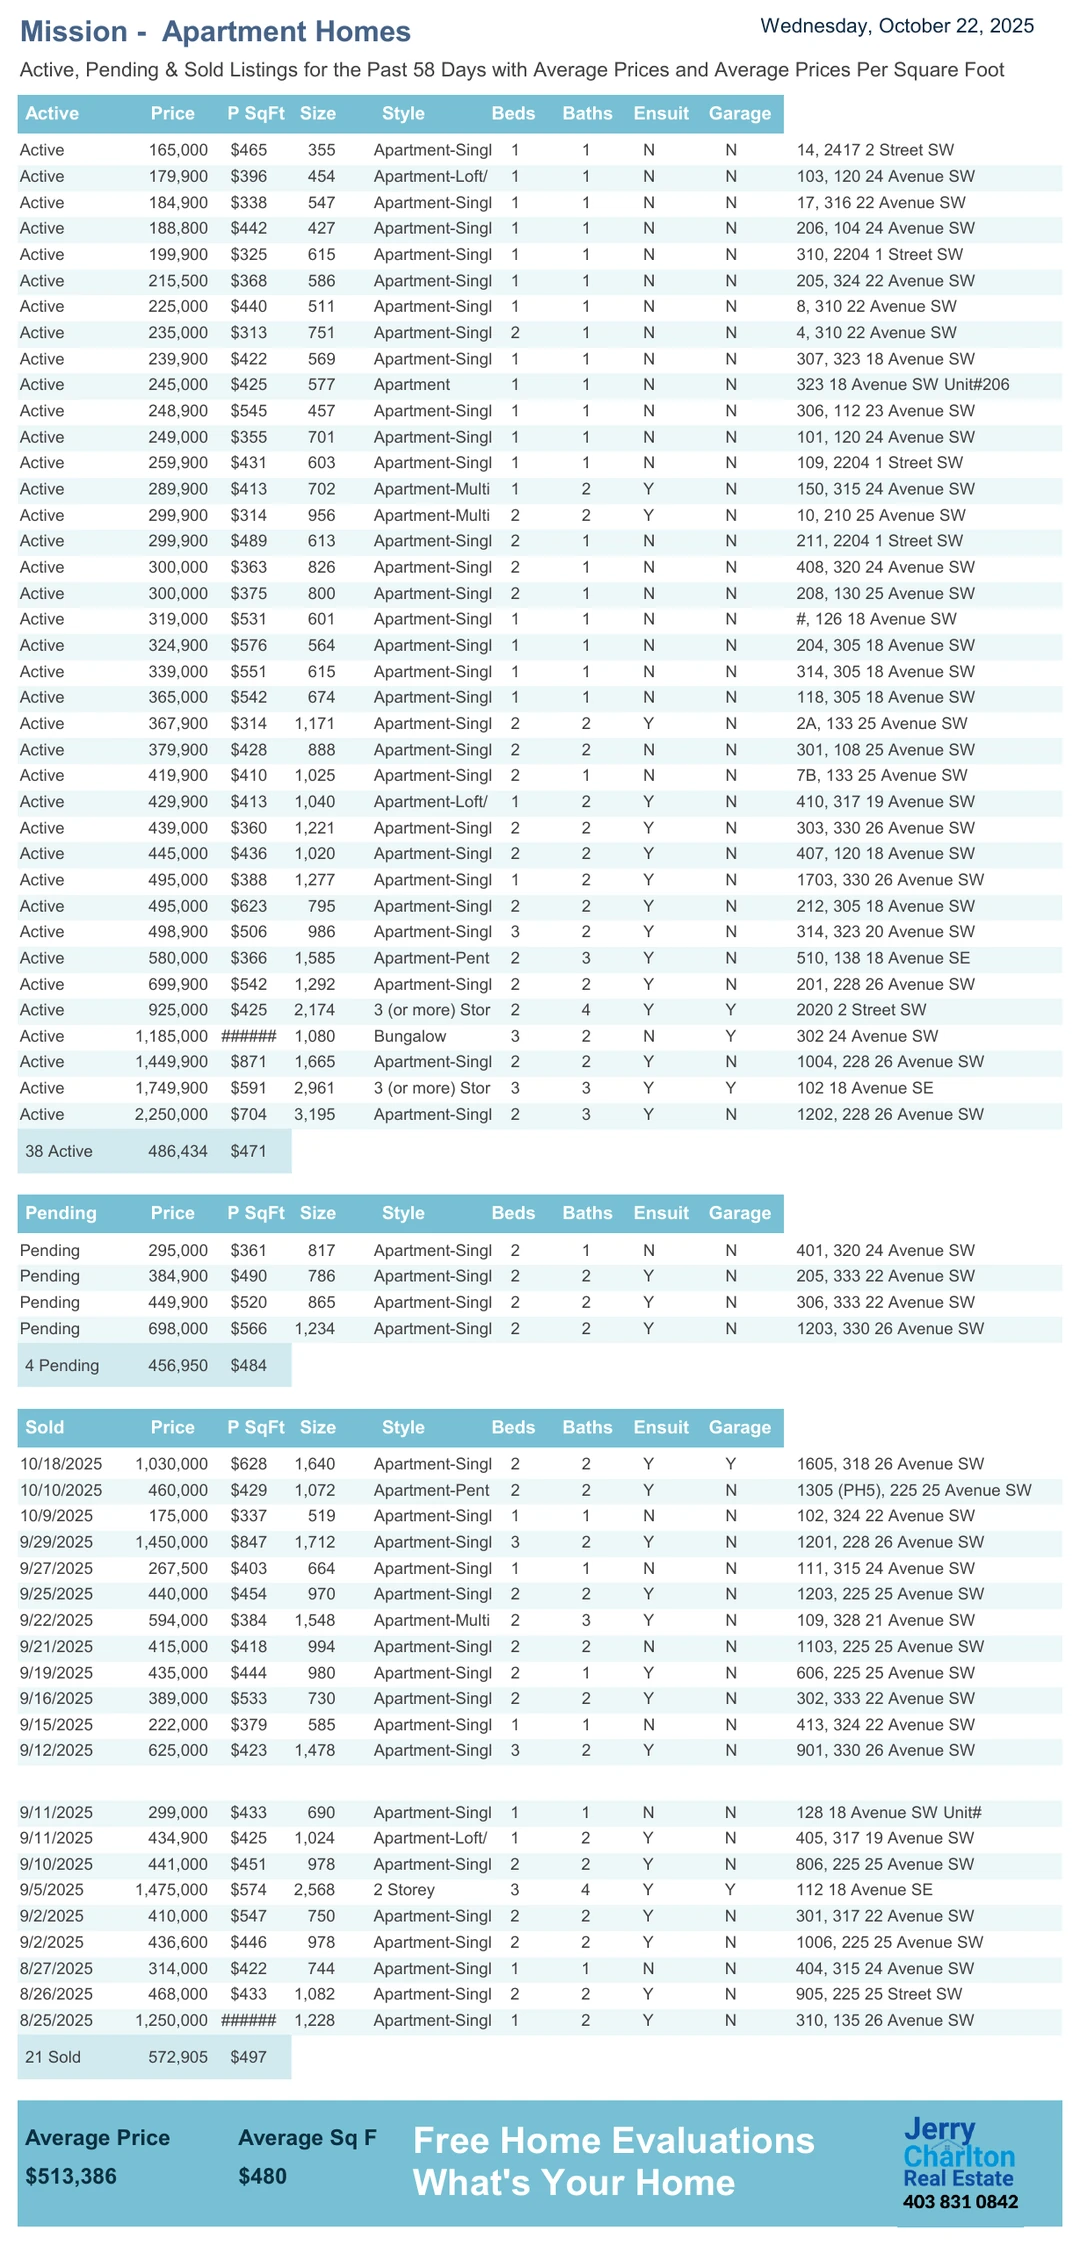 Mission -  Apartment Homes
Wednesday, October 22, 2025
Active, Pending & Sold Listings for the Past 58 Days with Average Prices and Average Prices Per Square Foot
Active Price P SqFt Size Style Beds Baths Ensuit Garage
Active 165,000 $465 355 Apartment-Singl 1 1 N N 14, 2417 2 Street SW
Active 179,900 $396 454 Apartment-Loft/ 1 1 N N 103, 120 24 Avenue SW
Active 184,900 $338 547 Apartment-Singl 1 1 N N 17, 316 22 Avenue SW
Active 188,800 $442 427 Apartment-Singl 1 1 N N 206, 104 24 Avenue SW
Active 199,900 $325 615 Apartment-Singl 1 1 N N 310, 2204 1 Street SW
Active 215,500 $368 586 Apartment-Singl 1 1 N N 205, 324 22 Avenue SW
Active 225,000 $440 511 Apartment-Singl 1 1 N N 8, 310 22 Avenue SW
Active 235,000 $313 751 Apartment-Singl 2 1 N N 4, 310 22 Avenue SW
Active 239,900 $422 569 Apartment-Singl 1 1 N N 307, 323 18 Avenue SW
Active 245,000 $425 577 Apartment 1 1 N N 323 18 Avenue SW Unit#206
Active 248,900 $545 457 Apartment-Singl 1 1 N N 306, 112 23 Avenue SW
Active 249,000 $355 701 Apartment-Singl 1 1 N N 101, 120 24 Avenue SW
Active 259,900 $431 603 Apartment-Singl 1 1 N N 109, 2204 1 Street SW
Active 289,900 $413 702 Apartment-Multi 1 2 Y N 150, 315 24 Avenue SW
Active 299,900 $314 956 Apartment-Multi 2 2 Y N 10, 210 25 Avenue SW
Active 299,900 $489 613 Apartment-Singl 2 1 N N 211, 2204 1 Street SW
Active 300,000 $363 826 Apartment-Singl 2 1 N N 408, 320 24 Avenue SW
Active 300,000 $375 800 Apartment-Singl 2 1 N N 208, 130 25 Avenue SW
Active 319,000 $531 601 Apartment-Singl 1 1 N N #, 126 18 Avenue SW
Active 324,900 $576 564 Apartment-Singl 1 1 N N 204, 305 18 Avenue SW
Active 339,000 $551 615 Apartment-Singl 1 1 N N 314, 305 18 Avenue SW
Active 365,000 $542 674 Apartment-Singl 1 1 N N 118, 305 18 Avenue SW
Active 367,900 $314 1,171 Apartment-Singl 2 2 Y N 2A, 133 25 Avenue SW
Active 379,900 $428 888 Apartment-Singl 2 2 N N 301, 108 25 Avenue SW
Active 419,900 $410 1,025 Apartment-Singl 2 1 N N 7B, 133 25 Avenue SW
Active 429,900 $413 1,040 Apartment-Loft/ 1 2 Y N 410, 317 19 Avenue SW
Active 439,000 $360 1,221 Apartment-Singl 2 2 Y N 303, 330 26 Avenue SW
Active 445,000 $436 1,020 Apartment-Singl 2 2 Y N 407, 120 18 Avenue SW
Active 495,000 $388 1,277 Apartment-Singl 1 2 Y N 1703, 330 26 Avenue SW
Active 495,000 $623 795 Apartment-Singl 2 2 Y N 212, 305 18 Avenue SW
Active 498,900 $506 986 Apartment-Singl 3 2 Y N 314, 323 20 Avenue SW
Active 580,000 $366 1,585 Apartment-Pent 2 3 Y N 510, 138 18 Avenue SE
Active 699,900 $542 1,292 Apartment-Singl 2 2 Y N 201, 228 26 Avenue SW
Active 925,000 $425 2,174 3 (or more) Stor 2 4 Y Y 2020 2 Street SW
Active 1,185,000 ###### 1,080 Bungalow 3 2 N Y 302 24 Avenue SW
Active 1,449,900 $871 1,665 Apartment-Singl 2 2 Y N 1004, 228 26 Avenue SW
Active 1,749,900 $591 2,961 3 (or more) Stor 3 3 Y Y 102 18 Avenue SE
Active 2,250,000 $704 3,195 Apartment-Singl 2 3 Y N 1202, 228 26 Avenue SW
38 Active 486,434 $471
Pending Price P SqFt Size Style Beds Baths Ensuit Garage
Pending 295,000 $361 817 Apartment-Singl 2 1 N N 401, 320 24 Avenue SW
Pending 384,900 $490 786 Apartment-Singl 2 2 Y N 205, 333 22 Avenue SW
Pending 449,900 $520 865 Apartment-Singl 2 2 Y N 306, 333 22 Avenue SW
Pending 698,000 $566 1,234 Apartment-Singl 2 2 Y N 1203, 330 26 Avenue SW
4 Pending 456,950 $484
Sold Price P SqFt Size Style Beds Baths Ensuit Garage
10/18/2025 1,030,000 $628 1,640 Apartment-Singl 2 2 Y Y 1605, 318 26 Avenue SW
10/10/2025 460,000 $429 1,072 Apartment-Pent 2 2 Y N 1305 (PH5), 225 25 Avenue SW
10/9/2025 175,000 $337 519 Apartment-Singl 1 1 N N 102, 324 22 Avenue SW
9/29/2025 1,450,000 $847 1,712 Apartment-Singl 3 2 Y N 1201, 228 26 Avenue SW
9/27/2025 267,500 $403 664 Apartment-Singl 1 1 N N 111, 315 24 Avenue SW
9/25/2025 440,000 $454 970 Apartment-Singl 2 2 Y N 1203, 225 25 Avenue SW
9/22/2025 594,000 $384 1,548 Apartment-Multi 2 3 Y N 109, 328 21 Avenue SW
9/21/2025 415,000 $418 994 Apartment-Singl 2 2 N N 1103, 225 25 Avenue SW
9/19/2025 435,000 $444 980 Apartment-Singl 2 1 Y N 606, 225 25 Avenue SW
9/16/2025 389,000 $533 730 Apartment-Singl 2 2 Y N 302, 333 22 Avenue SW
9/15/2025 222,000 $379 585 Apartment-Singl 1 1 N N 413, 324 22 Avenue SW
9/12/2025 625,000 $423 1,478 Apartment-Singl 3 2 Y N 901, 330 26 Avenue SW
9/11/2025 299,000 $433 690 Apartment-Singl 1 1 N N 128 18 Avenue SW Unit#
9/11/2025 434,900 $425 1,024 Apartment-Loft/ 1 2 Y N 405, 317 19 Avenue SW
9/10/2025 441,000 $451 978 Apartment-Singl 2 2 Y N 806, 225 25 Avenue SW
9/5/2025 1,475,000 $574 2,568 2 Storey 3 4 Y Y 112 18 Avenue SE
9/2/2025 410,000 $547 750 Apartment-Singl 2 2 Y N 301, 317 22 Avenue SW
9/2/2025 436,600 $446 978 Apartment-Singl 2 2 Y N 1006, 225 25 Avenue SW
8/27/2025 314,000 $422 744 Apartment-Singl 1 1 N N 404, 315 24 Avenue SW
8/26/2025 468,000 $433 1,082 Apartment-Singl 2 2 Y N 905, 225 25 Street SW
8/25/2025 1,250,000 ###### 1,228 Apartment-Singl 1 2 Y N 310, 135 26 Avenue SW
21 Sold 572,905 $497
Average Price Average Sq F
$513,386 $480
Free Home Evaluations
What's Your Home
Jerry
Charlton
Real Estate
403 831 0842